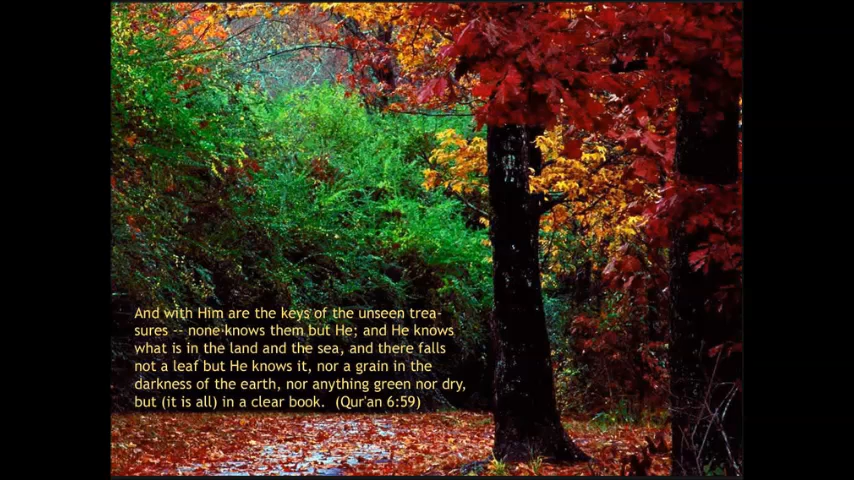 And with Him are the keys of the unseen trea-
sures -- none knows them but He; and He knows
what is in the land and the sea, and there falls
not a leaf but He knows it, nor a grain in the
darkness of the earth, nor anything green nor dry,
but (it is all) in a clear book.  (Qur'an 6:59)